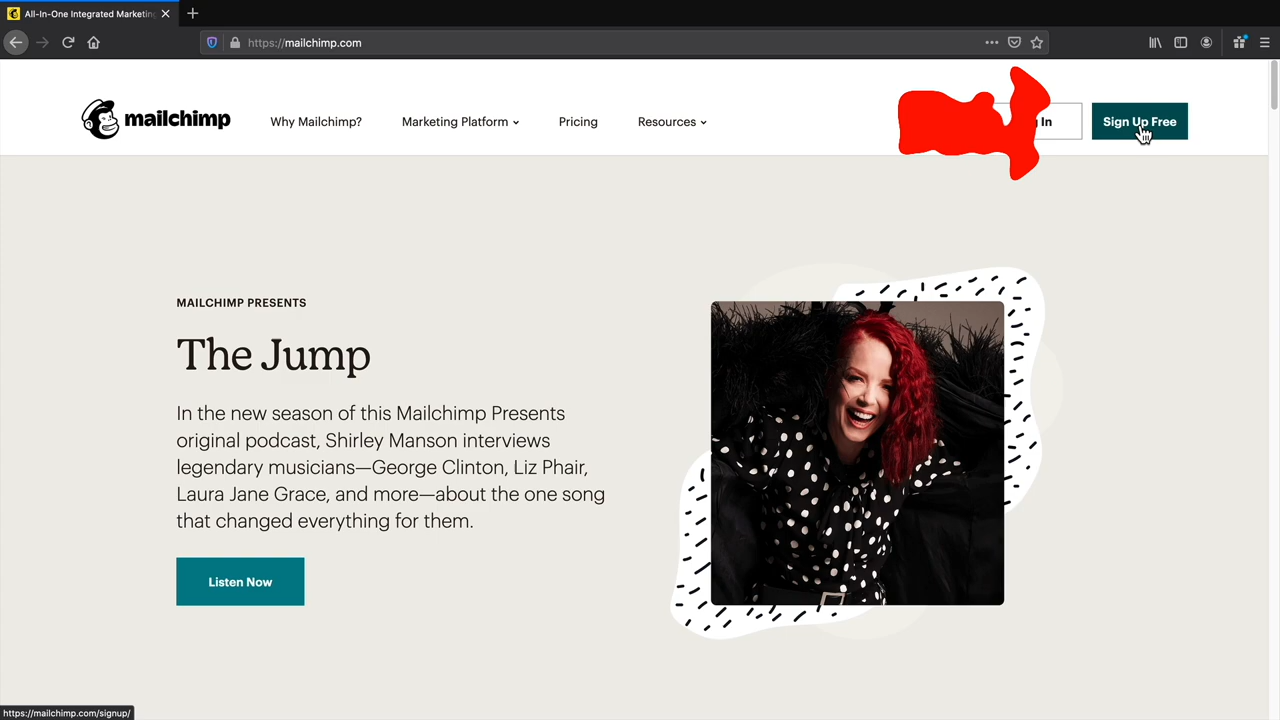 All-In-One Integrated Marketing
https://mailchimp.com
mailchimp
Why Mailchimp?
Marketing Platform
Pricing
Resources
In
Sign Up Free
MAILCHIMP PRESENTS
The Jump
In the new season of this Mailchimp Presents
original podcast, Shirley Manson interviews
legendary musicians—George Clinton, Liz Phair,
Laura Jane Grace, and more—about the one song
that changed everything for them.
Listen Now
https://mailchimp.com/signup/